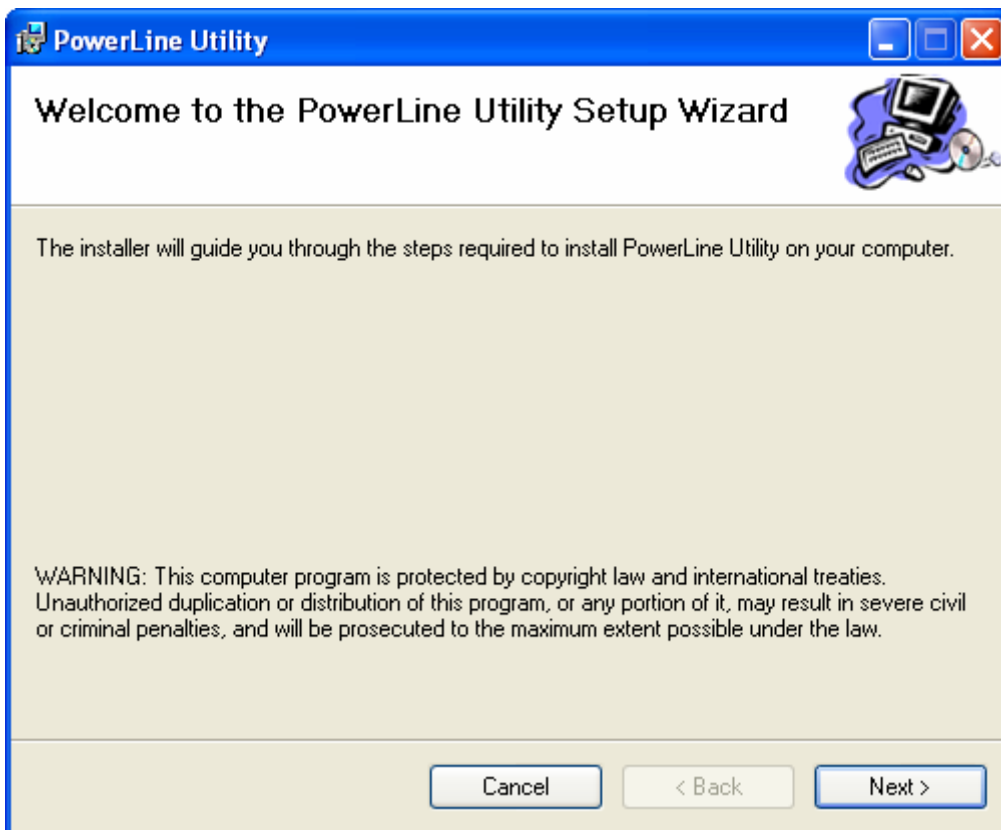 PowerLine Utility
Welcome to the PowerLine Utility Setup Wizard
The installer will guide you through the steps required to install PowerLine Utility on your computer.
WARNING: This computer program is protected by copyright law and international treaties.
Unauthorized duplication or distribution of this program, or any portion of it, may result in severe civil
or criminal penalties, and will be prosecuted to the maximum extent possible under the law.
Cancel
< Back
Next >